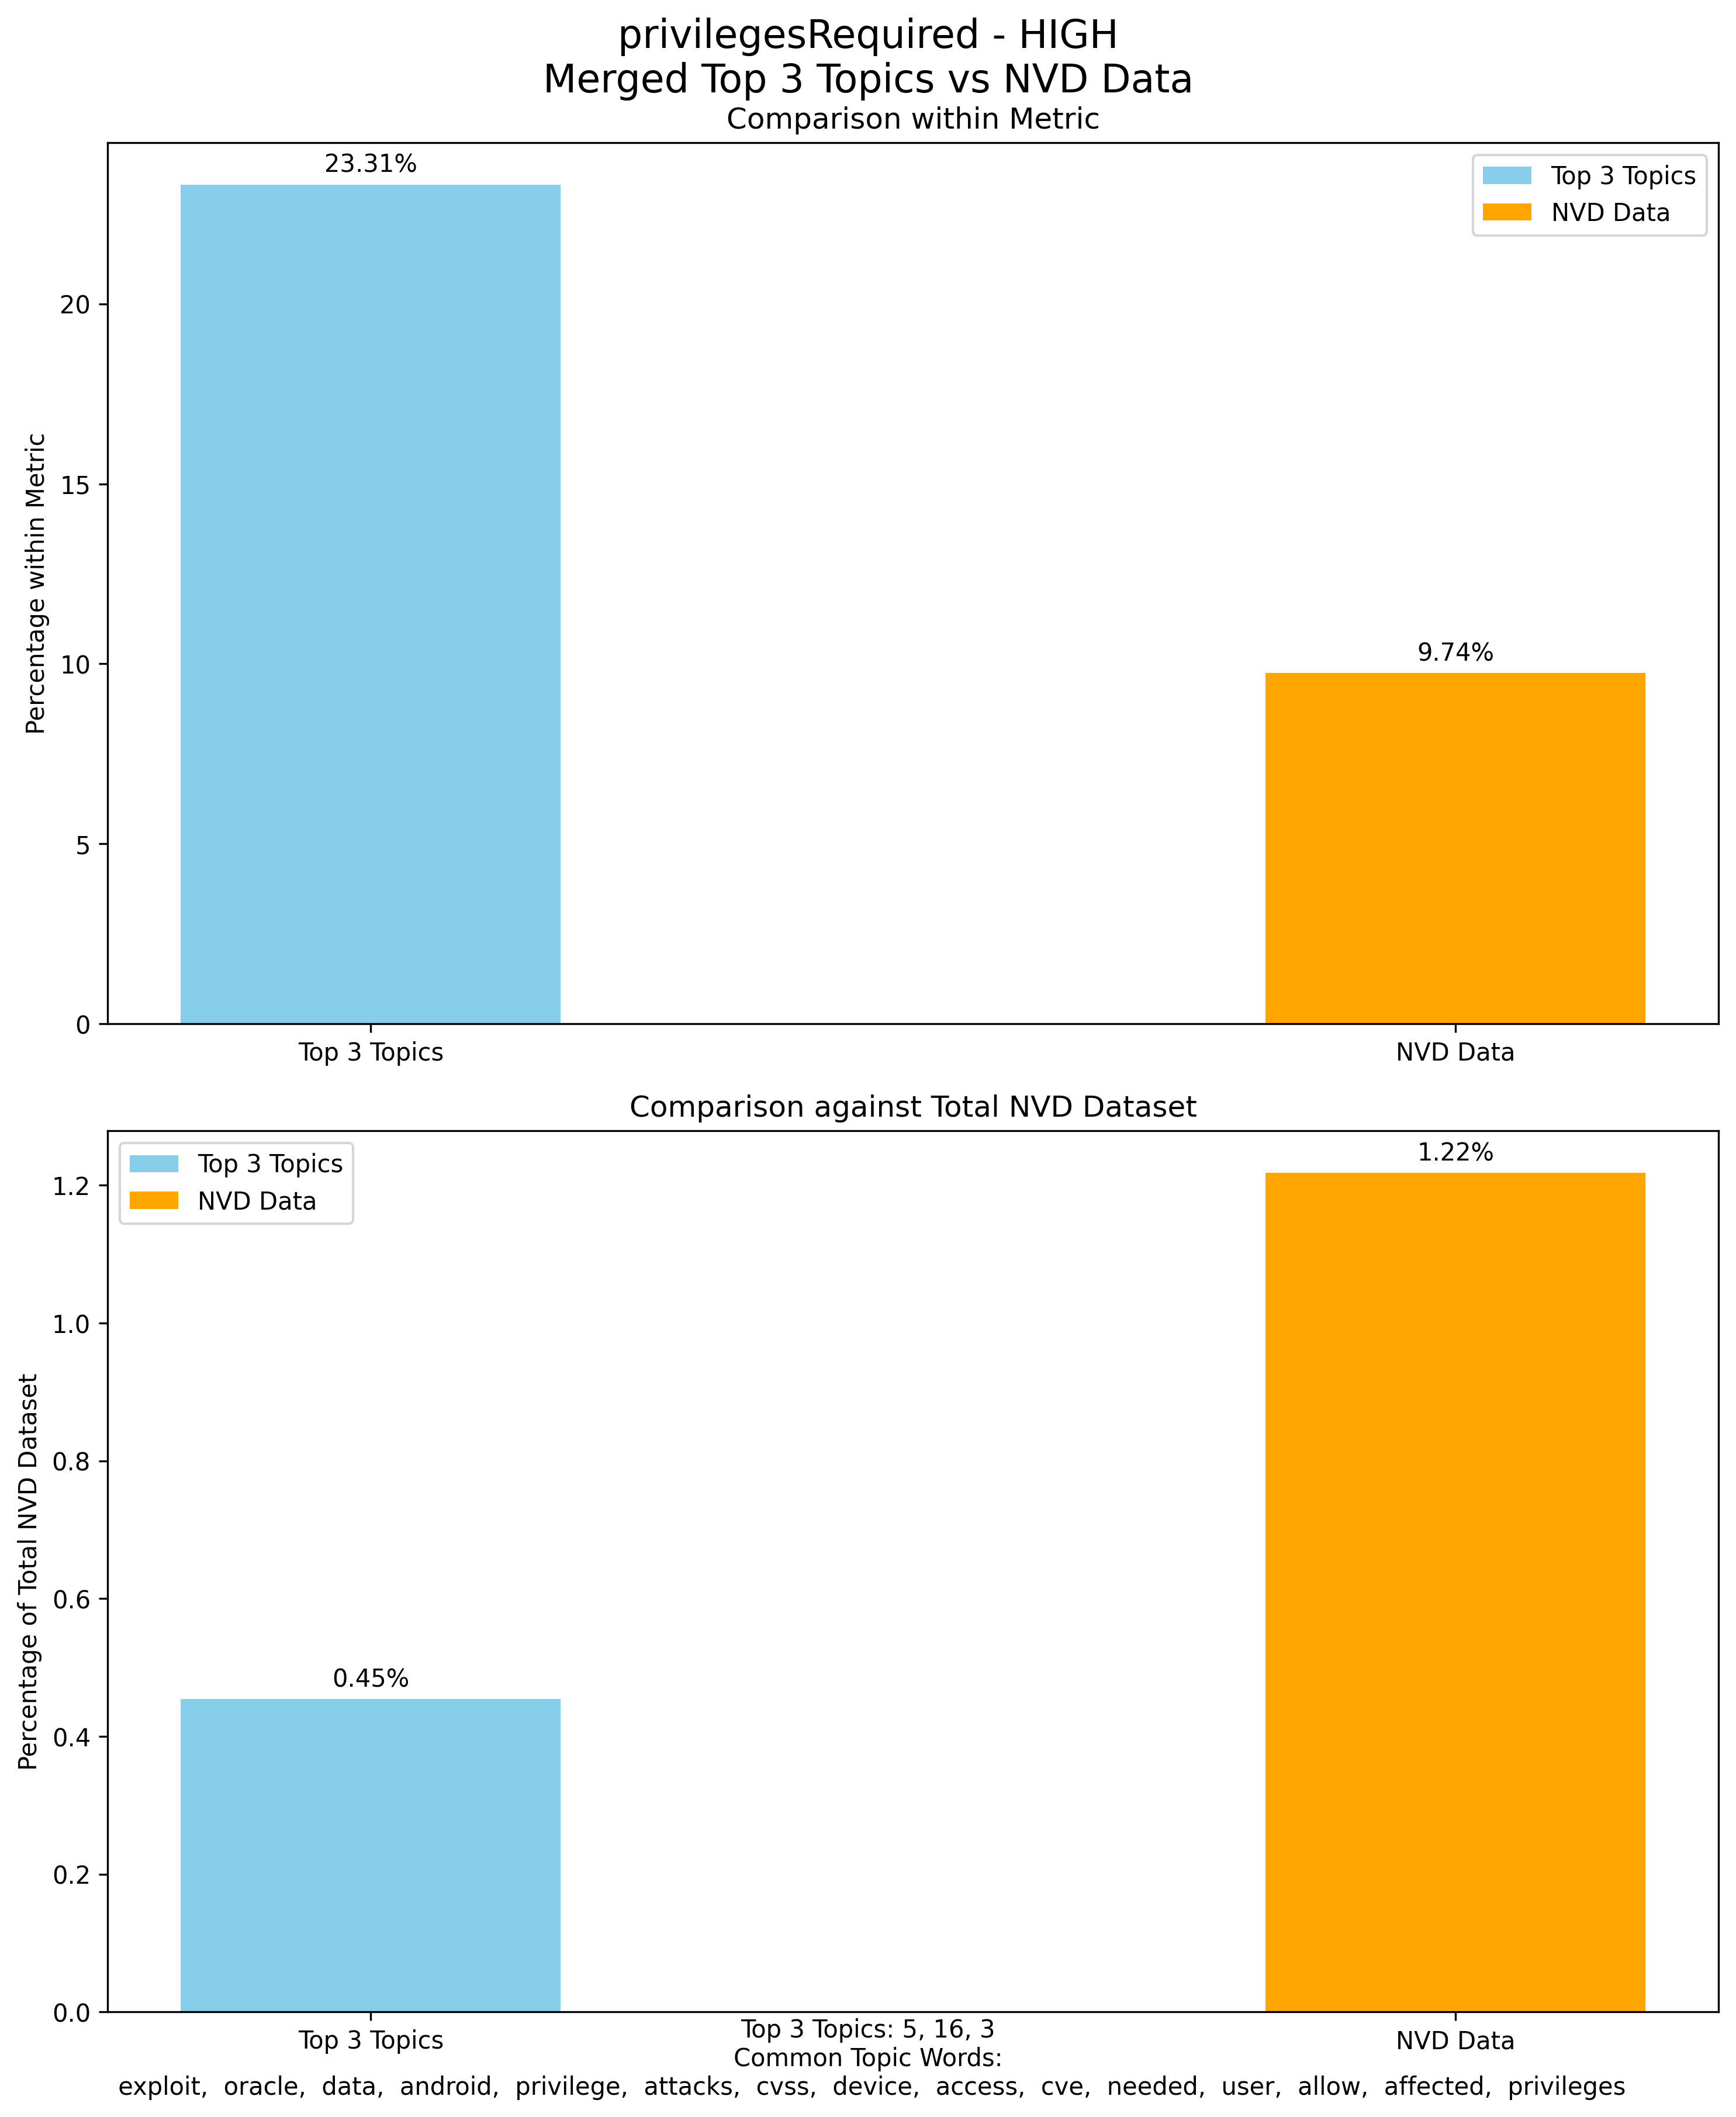 privilegesRequired - HIGH
Merged Top 3 Topics vs NVD Data
Comparison within Metric
23.31%
Top 3 Topics
NVD Data
20
15
10
5
0
Percentage within Metric
9.74%
Top 3 Topics
NVD Data
Comparison against Total NVD Dataset
Top 3 Topics
NVD Data
1.22%
1.2
1.0
0.8
0.6
0.4
0.2
0.0
Percentage of Total NVD Dataset
0.45%
Top 3 Topics
NVD Data
Top 3 Topics: 5, 16, 3
Common Topic Words:
exploit, oracle, data, android, privilege, attacks, cvss, device, access, cve, needed, user, allow, affected, privileges